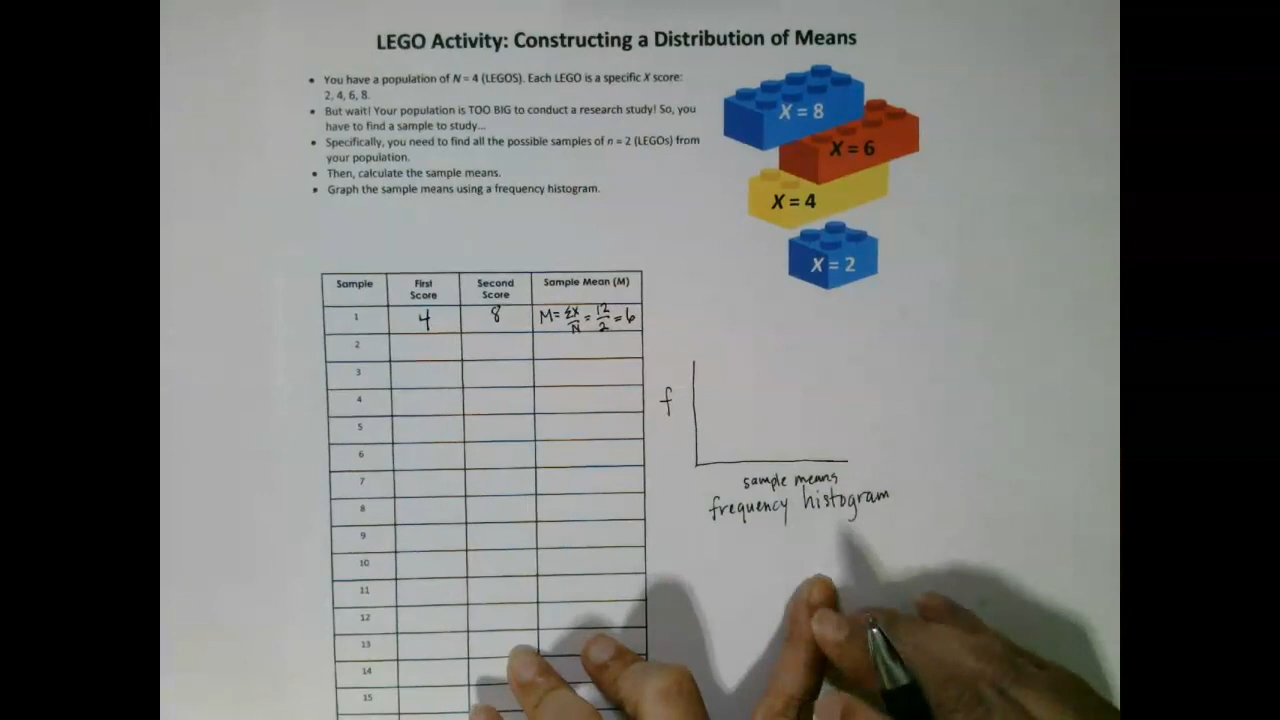 LEGO Activity: Constructing a Distribution of Means
• You have a population of N = 4 (LEGOS). Each LEGO is a specific X score:
2, 4, 6, 8.
• But wait! Your population is TOO BIG to conduct a research study! So, you
have to find a sample to study...
• Specifically, you need to find all the possible samples of n = 2 (LEGOs) from
your population.
• Then, calculate the sample means.
• Graph the sample means using a frequency histogram.
X = 8
X = 6
X = 4
X = 2
Sample First Score Second Score Sample Mean (M)
1 4 8 M = ΣX/N = 12/2 = 6
2
3
4
5
6
7
8
9
10
11
12
13
14
15
f
sample means
frequency histogram